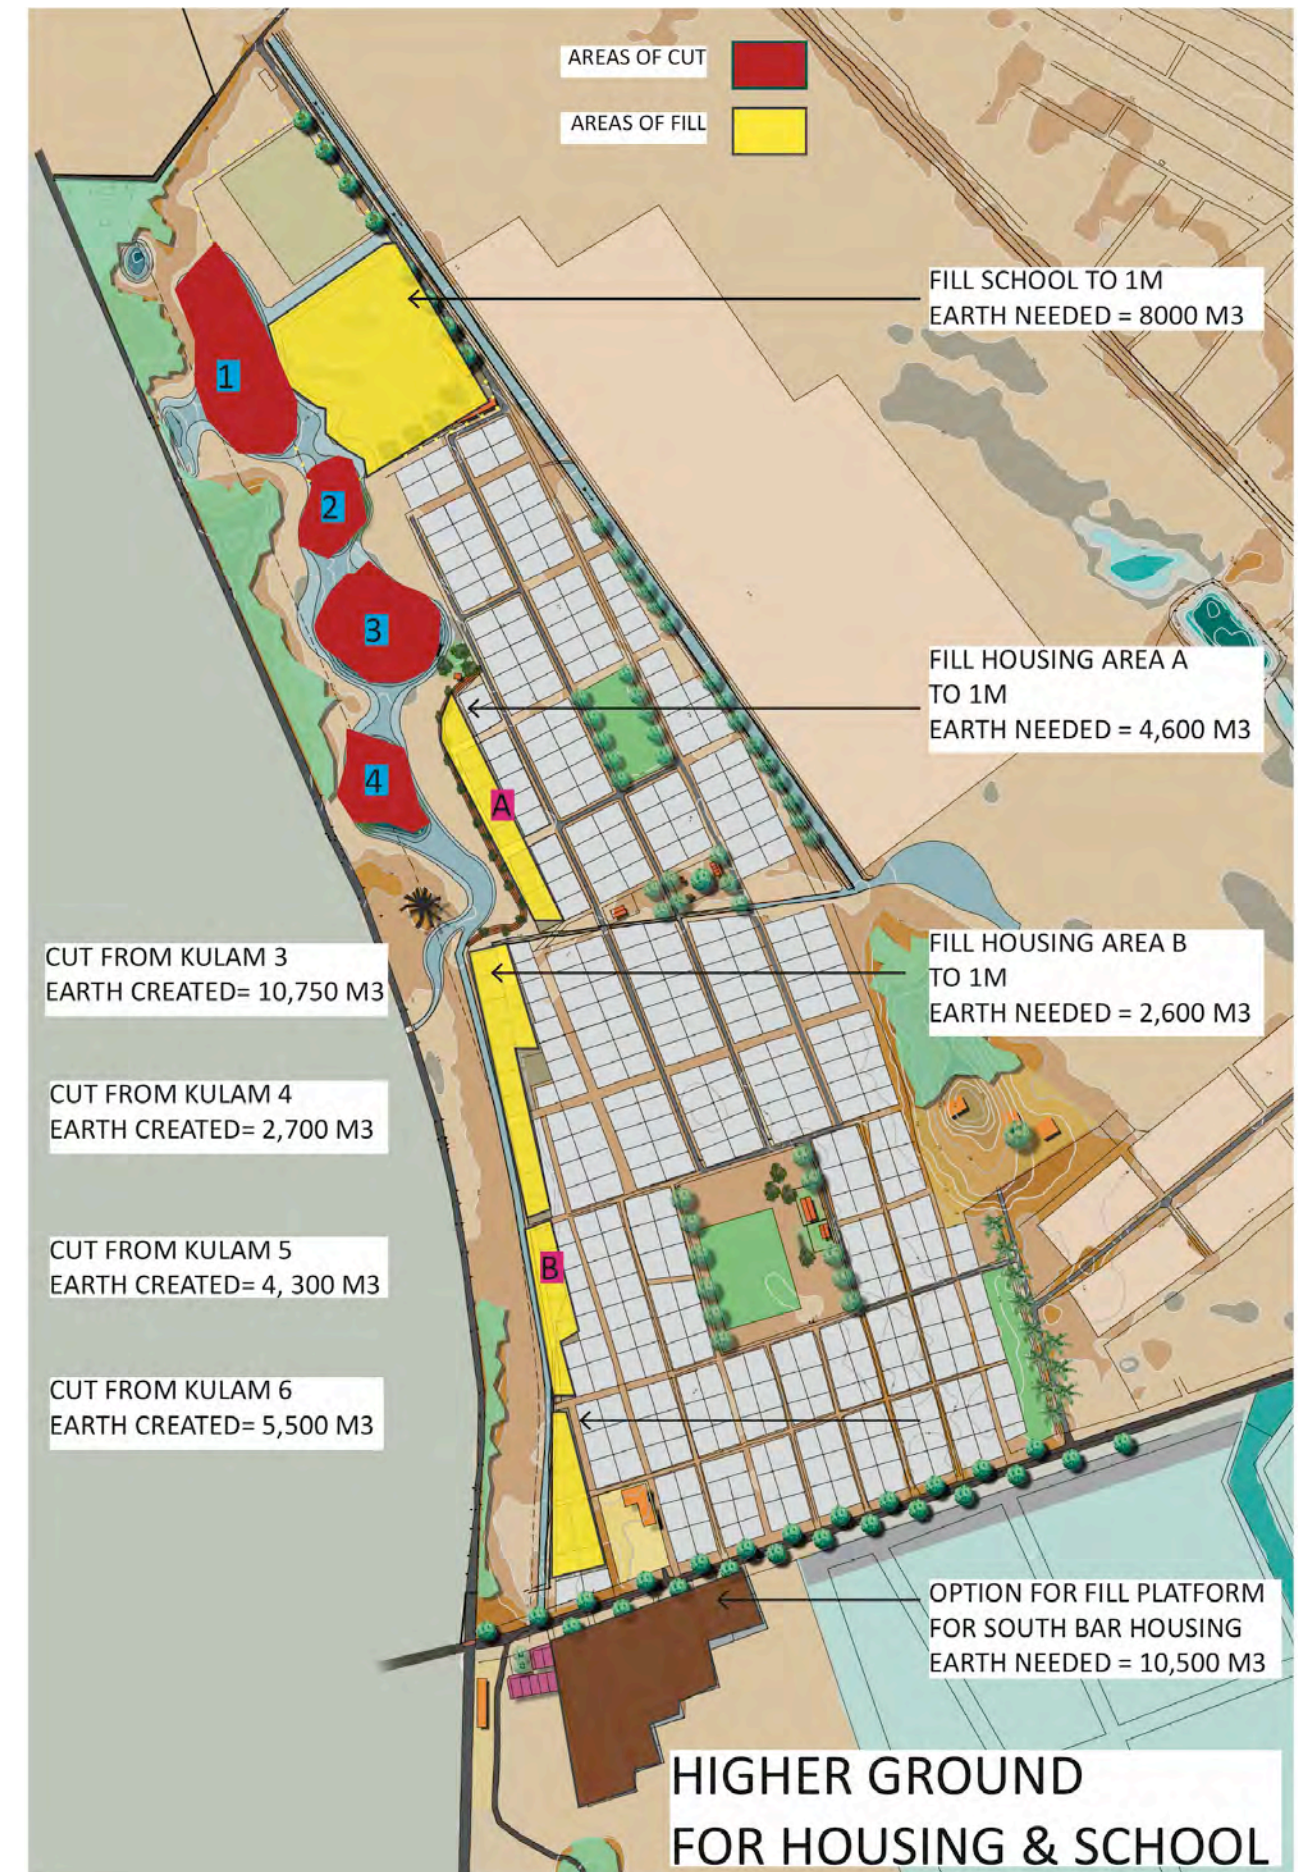 AREAS OF CUT
AREAS OF FILL
FILL SCHOOL TO 1M
EARTH NEEDED = 8000 M3
1
2
3
4
FILL HOUSING AREA A
TO 1M
EARTH NEEDED = 4,600 M3
A
CUT FROM KULAM 3
EARTH CREATED= 10,750 M3
FILL HOUSING AREA B
TO 1M
EARTH NEEDED = 2,600 M3
CUT FROM KULAM 4
EARTH CREATED= 2,700 M3
CUT FROM KULAM 5
EARTH CREATED= 4, 300 M3
B
CUT FROM KULAM 6
EARTH CREATED= 5,500 M3
OPTION FOR FILL PLATFORM
FOR SOUTH BAR HOUSING
EARTH NEEDED = 10,500 M3
HIGHER GROUND
FOR HOUSING & SCHOOL